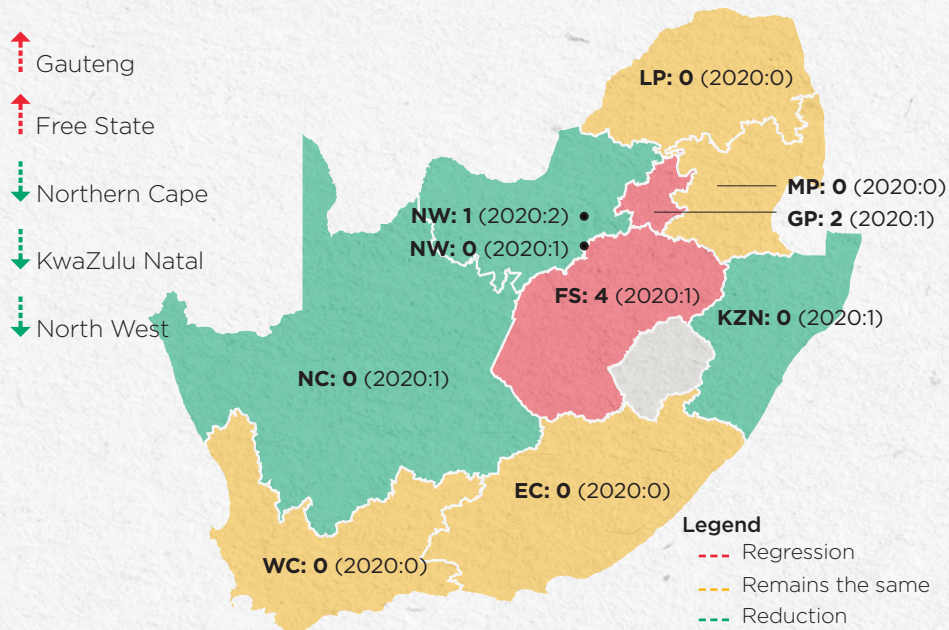 Gauteng
Free State
Northern Cape
KwaZulu Natal
North West
LP: 0 (2020:0)
MP: 0 (2020:0)
GP: 2 (2020:1)
NW: 1 (2020:2)
NW: 0 (2020:1)
FS: 4 (2020:1)
KZN: 0 (2020:1)
NC: 0 (2020:1)
EC: 0 (2020:0)
WC: 0 (2020:0)
Legend
Regression
Remains the same
Reduction